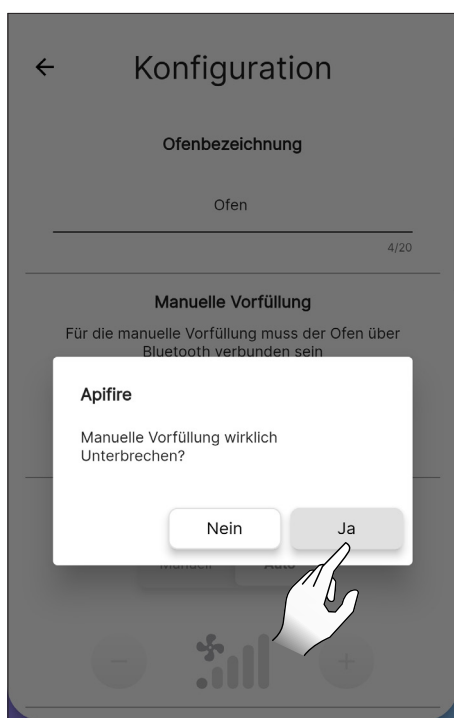 Konfiguration
Ofenbezeichnung
Ofen
4/20
Manuelle Vorfüllung
Für die manuelle Vorfüllung muss der Ofen über
Bluetooth verbunden sein
Apifire
Manuelle Vorfüllung wirklich
Unterbrechen?
Nein
Ja
Manuell
Auto